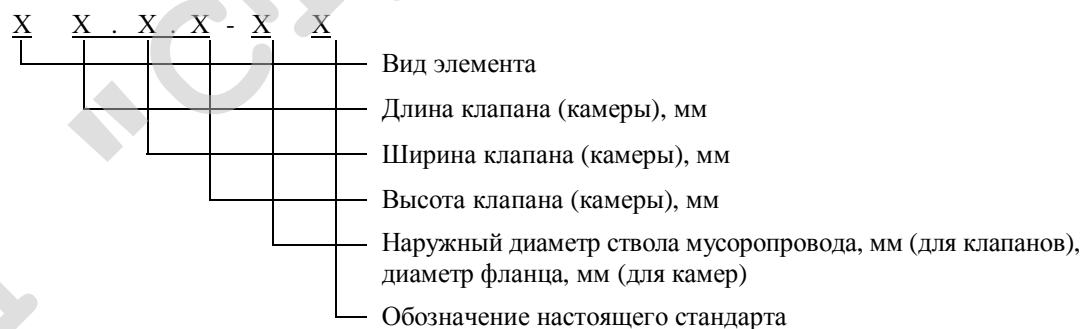 X X . X . X - X X
Вид элемента
Длина клапана (камеры), мм
Ширина клапана (камеры), мм
Высота клапана (камеры), мм
Наружный диаметр ствола мусоропровода, мм (для клапанов),
диаметр фланца, мм (для камер)
Обозначение настоящего стандарта